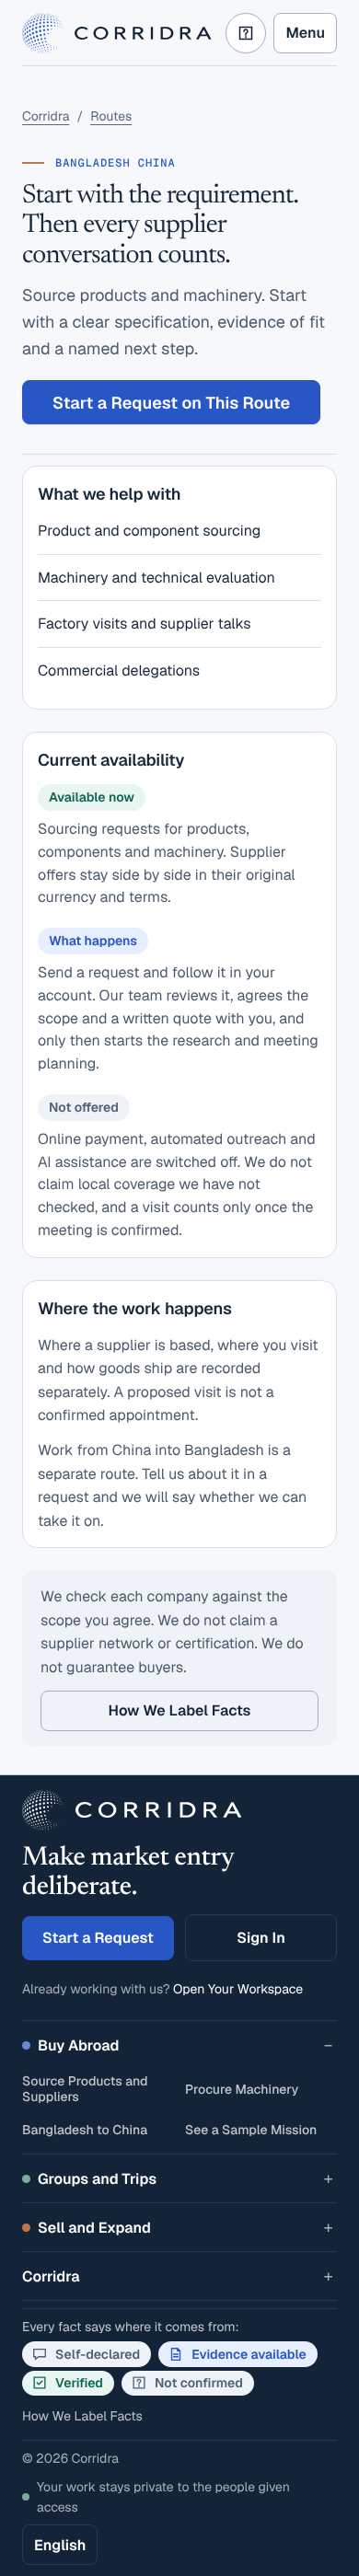 CORRIDRA
Menu
Corridra / Routes
BANGLADESH CHINA
Start with the requirement.
Then every supplier
conversation counts.
Source products and machinery. Start
with a clear specification, evidence of fit
and a named next step.
Start a Request on This Route
What we help with
Product and component sourcing
Machinery and technical evaluation
Factory visits and supplier talks
Commercial delegations
Current availability
Available now
Sourcing requests for products,
components and machinery. Supplier
offers stay side by side in their original
currency and terms.
What happens
Send a request and follow it in your
account. Our team reviews it, agrees the
scope and a written quote with you, and
only then starts the research and meeting
planning.
Not offered
Online payment, automated outreach and
AI assistance are switched off. We do not
claim local coverage we have not
checked, and a visit counts only once the
meeting is confirmed.
Where the work happens
Where a supplier is based, where you visit
and how goods ship are recorded
separately. A proposed visit is not a
confirmed appointment.
Work from China into Bangladesh is a
separate route. Tell us about it in a
request and we will say whether we can
take it on.
We check each company against the
scope you agree. We do not claim a
supplier network or certification. We do
not guarantee buyers.
How We Label Facts
CORRIDRA
Make market entry
deliberate.
Start a Request
Sign In
Already working with us? Open Your Workspace
Buy Abroad −
Source Products and
Suppliers
Procure Machinery
Bangladesh to China
See a Sample Mission
Groups and Trips +
Sell and Expand +
Corridra +
Every fact says where it comes from:
Self-declared
Evidence available
Verified
Not confirmed
How We Label Facts
© 2026 Corridra
Your work stays private to the people given
access
English